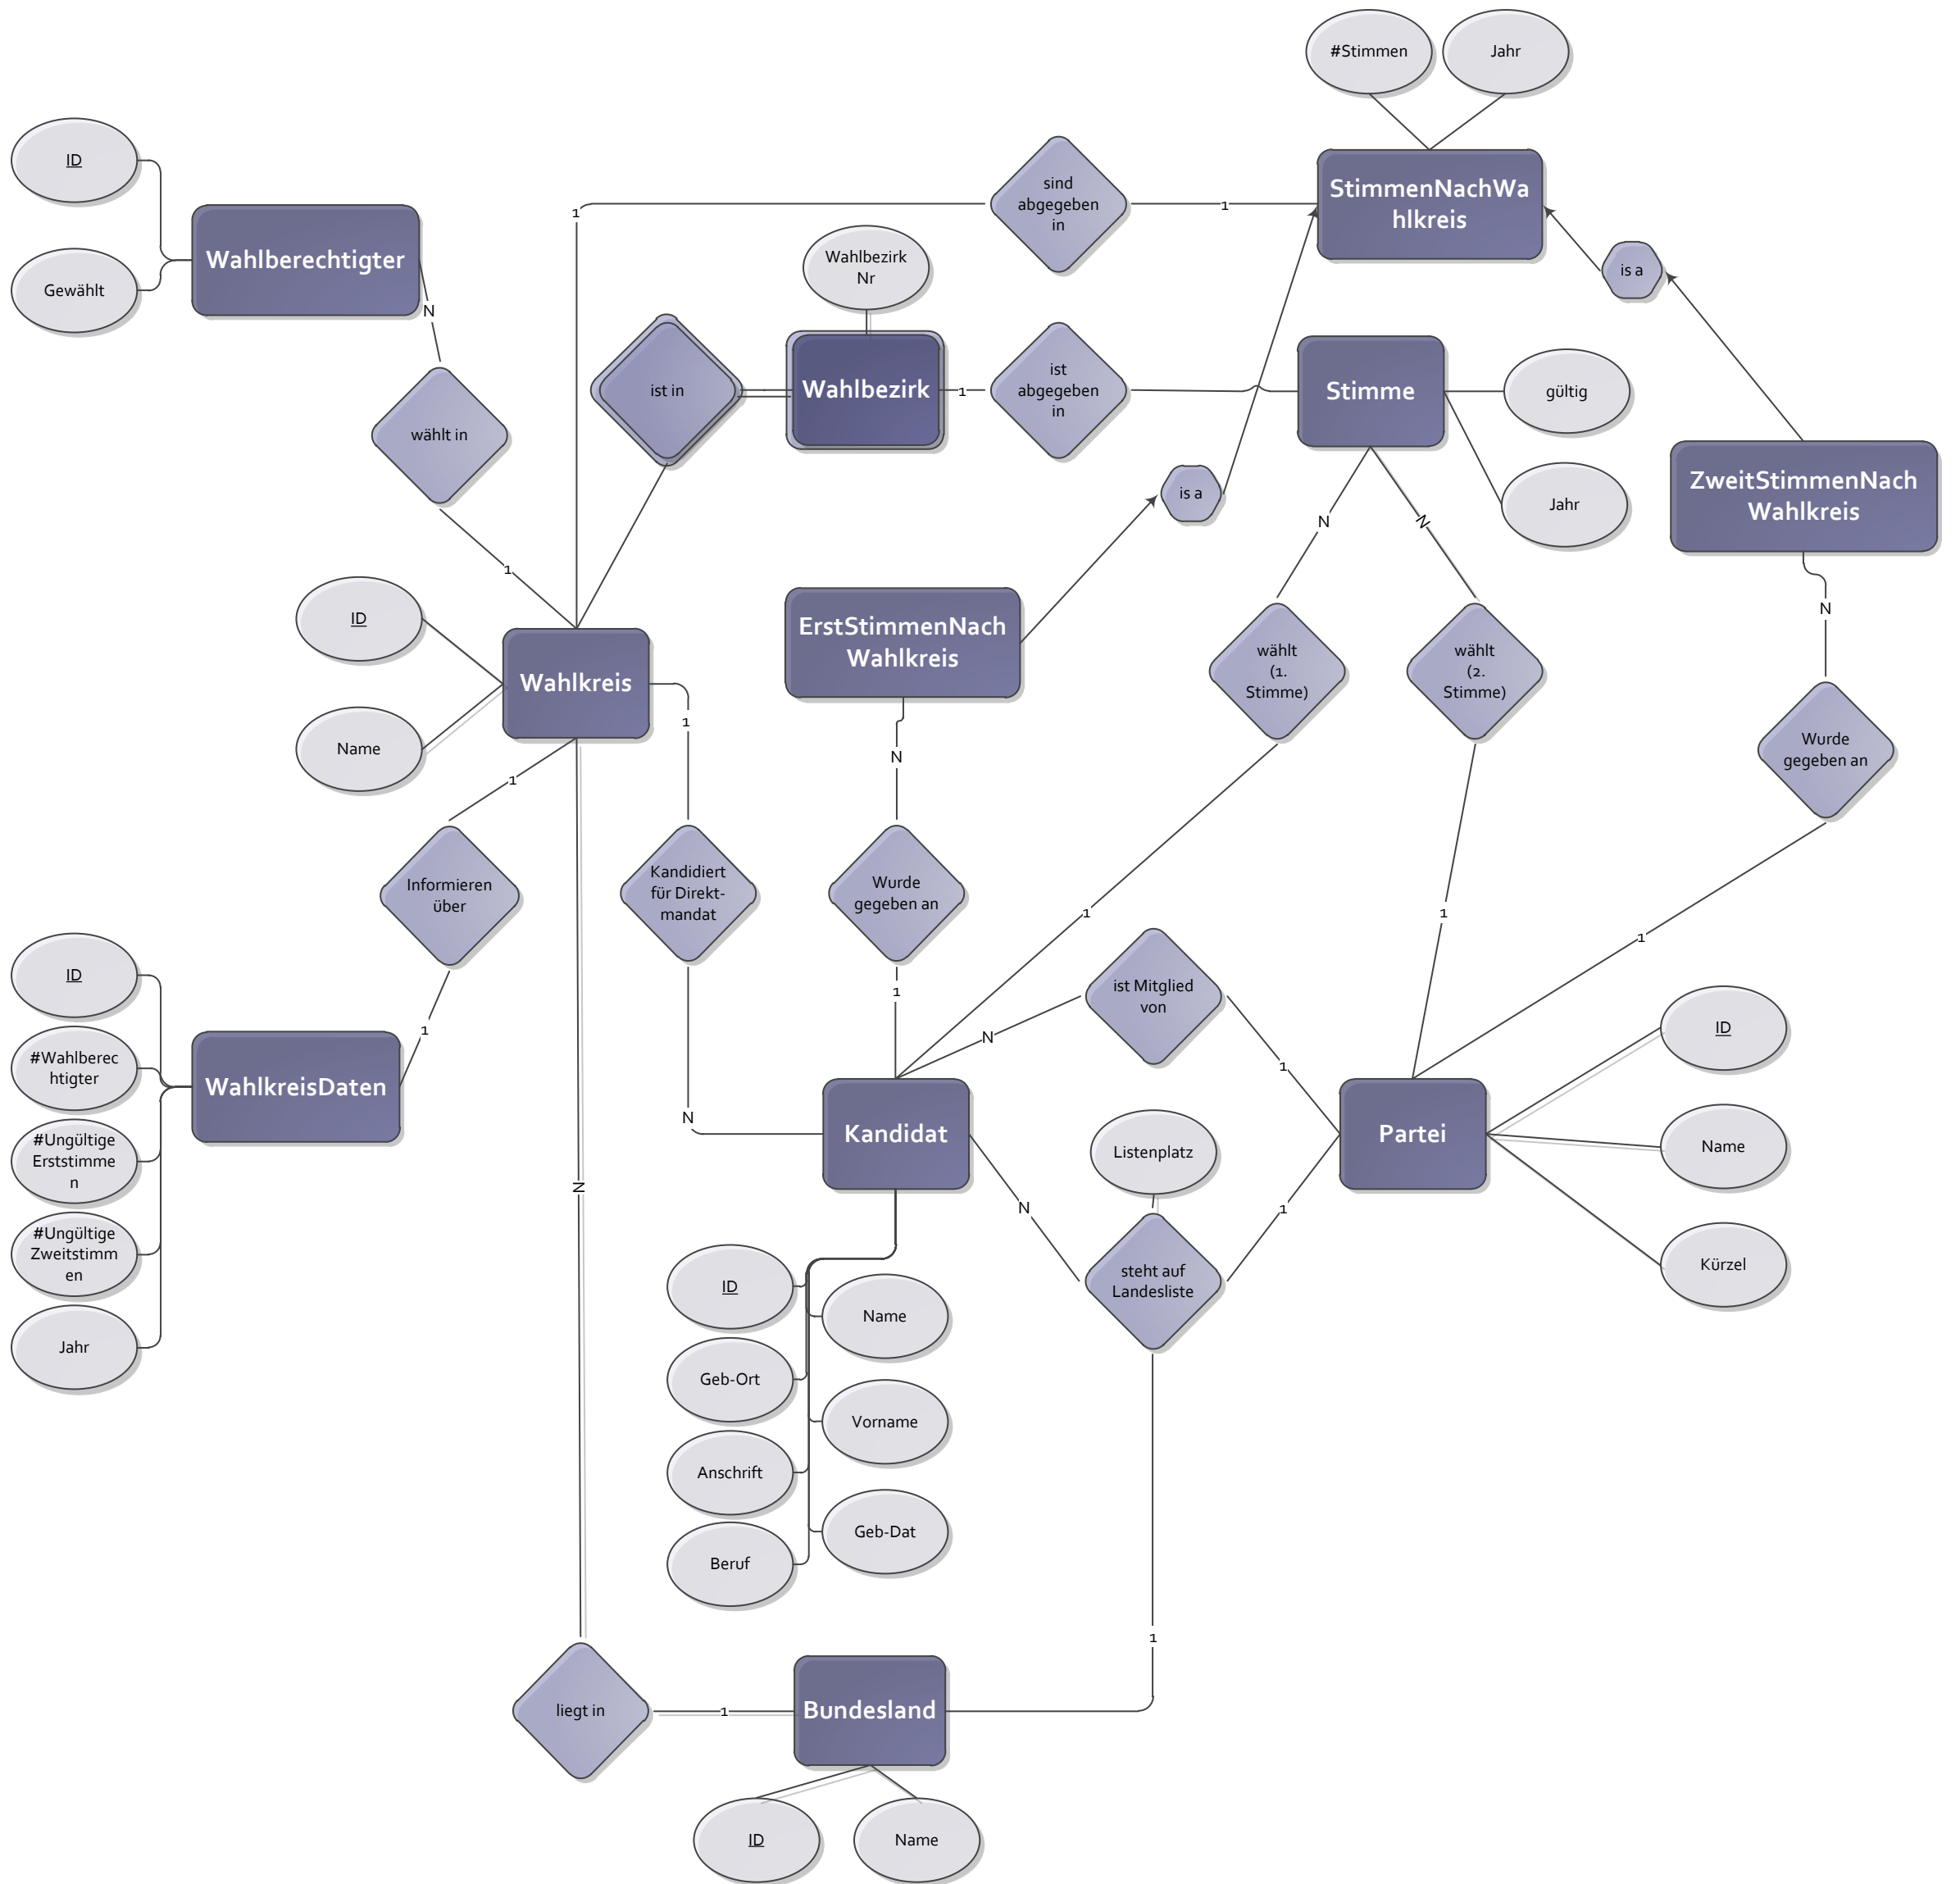 #Stimmen
Jahr
ID
Gewählt
Wahlberechtigter
N
wählt in
1
sind
abgegeben
in
1
1
StimmenNachWa
hlkreis
is a
Wahlbezirk
Nr
ist in
Wahlbezirk
1
ist
abgegeben
in
Stimme
gültig
Jahr
is a
ZweitStimmenNach
Wahlkreis
N
N
N
ErstStimmenNach
Wahlkreis
wählt
(1.
Stimme)
wählt
(2.
Stimme)
Wurde
gegeben an
ID
Name
Wahlkreis
1
1
N
Informieren
über
Kandidiert
für Direkt-
mandat
Wurde
gegeben an
1
1
1
1
1
N
ist Mitglied
von
N
1
ID
#Wahlberec
htigter
#Ungültige
Erststimme
n
#Ungültige
Zweitstimm
en
Jahr
WahlkreisDaten
Kandidat
Listenplatz
Partei
ID
Name
Kürzel
N
N
1
steht auf
Landesliste
ID
Name
Geb-Ort
Vorname
Anschrift
Geb-Dat
Beruf
1
liegt in
1
Bundesland
ID
Name